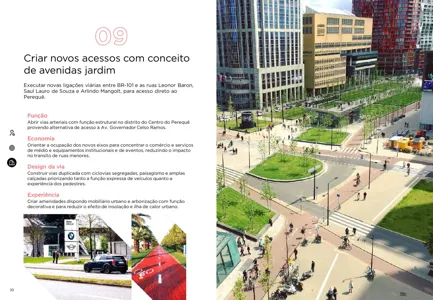 09
Criar novos acessos com conceito
de avenidas jardim
Executar novas ligações viárias entre BR-101 e as ruas Leonor Baron,
Saul Lauro de Souza e Arlindo Mangolt, para acesso direto ao
Perequê.
Função
Abrir vias arteriais com função estrutural no distrito do Centro do Perequê
provendo alternativa de acesso à Av. Governador Celso Ramos.
Economia
Orientar a ocupação dos novos eixos para concentrar o comércio e serviços
de médio e equipamentos institucionais e de eventos, reduzindo o impacto
no transito de ruas menores.
Design da via
Construir vias duplicada com ciclovias segregadas, paisagismo e amplas
calçadas priorizando tanto a função expressa de veículos quanto a
experiência dos pedestres.
Experiência
Criar amenidades dispondo mobiliário urbano e arborização com função
decorativa e para reduzir o efeito de insolação e ilha de calor urbano.